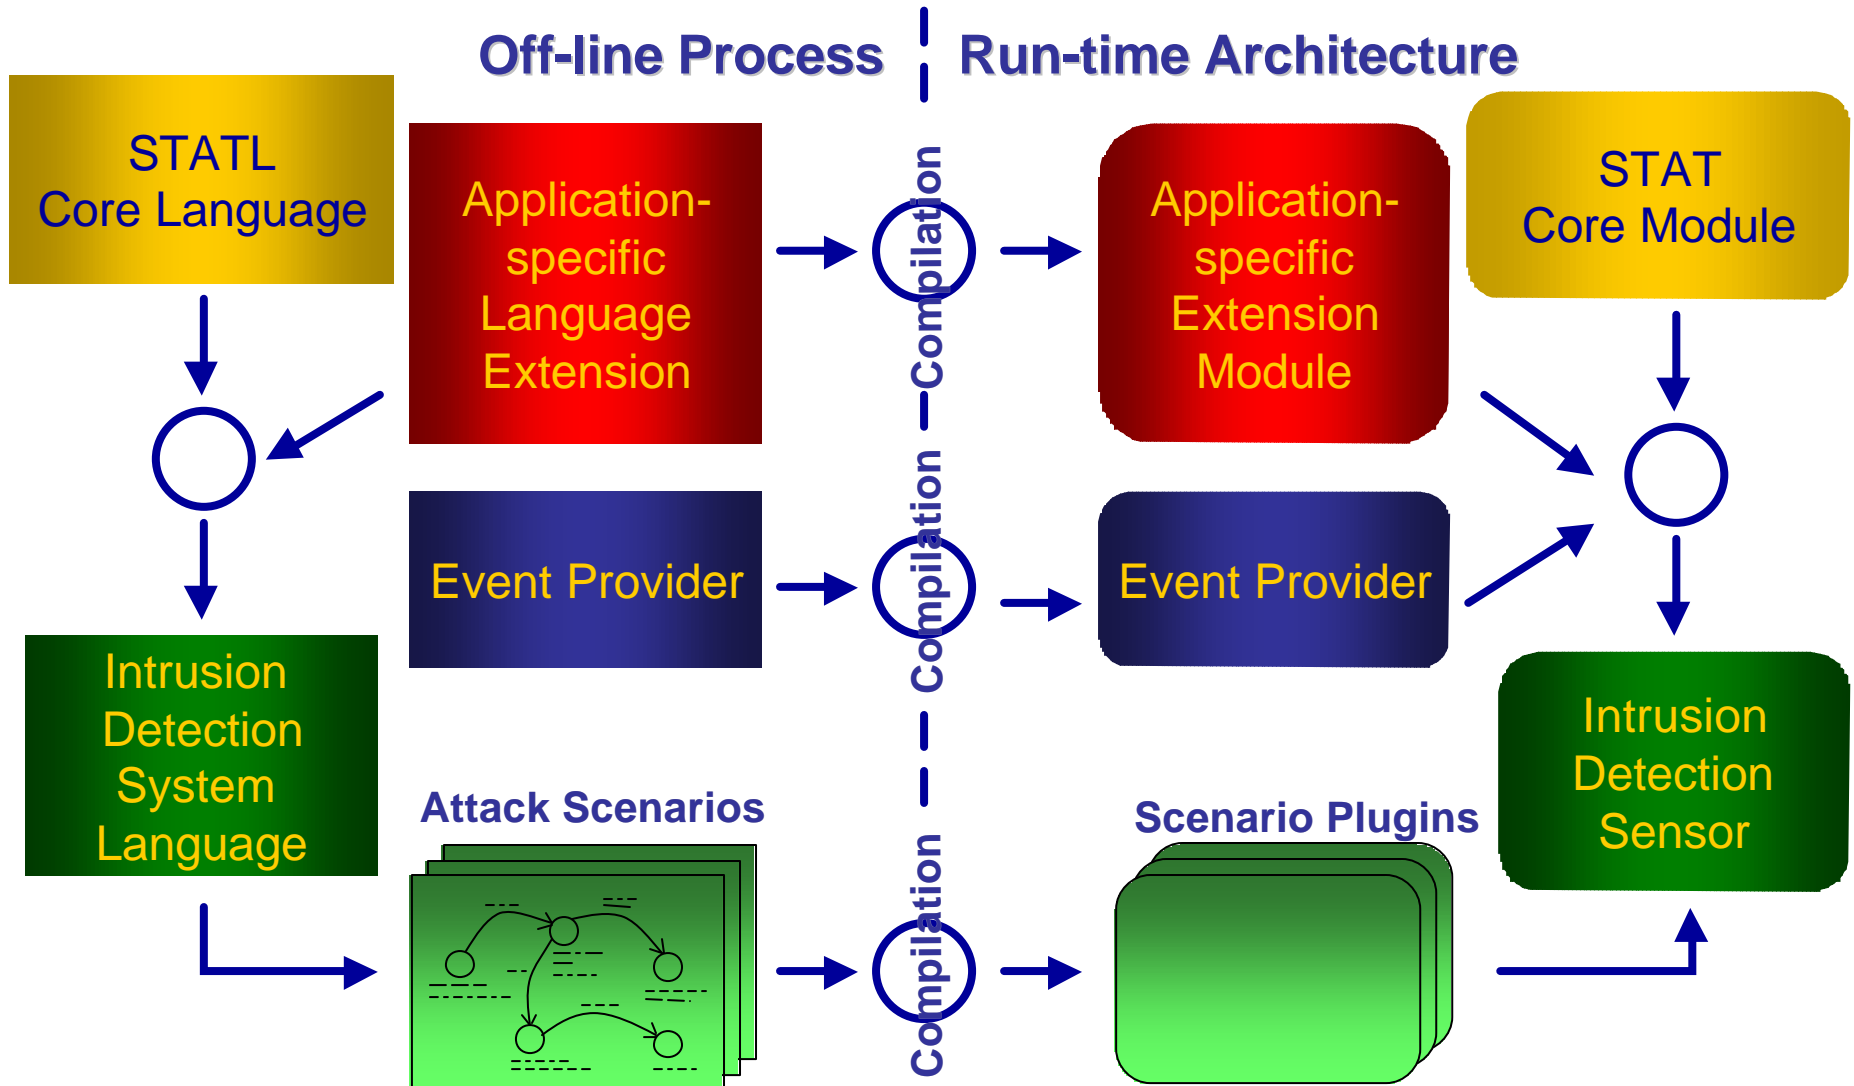 Off-line Process
Run-time Architecture
STATL
Core Language
Application-
specific
Language
Extension
Compilation
Application-
specific
Extension
Module
STAT
Core Module
Event Provider
Compilation
Event Provider
Intrusion
Detection
System
Language
Attack Scenarios
Compilation
Scenario Plugins
Intrusion
Detection
Sensor